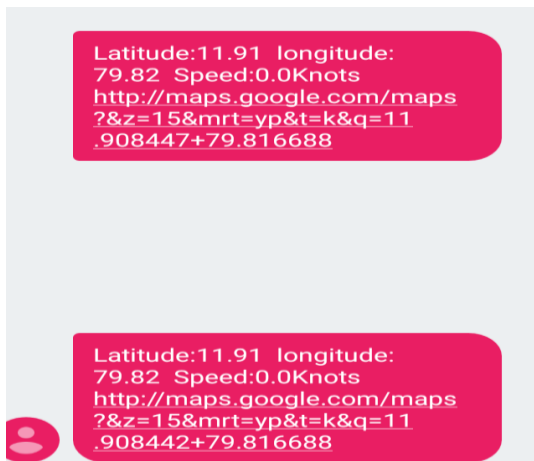 Latitude:11.91 longitude:
79.82 Speed:0.0Knots
http://maps.google.com/maps
?&z=15&mrt=yp&t=k&q=11
.908447+79.816688
Latitude:11.91 longitude:
79.82 Speed:0.0Knots
http://maps.google.com/maps
?&z=15&mrt=yp&t=k&q=11
.908442+79.816688